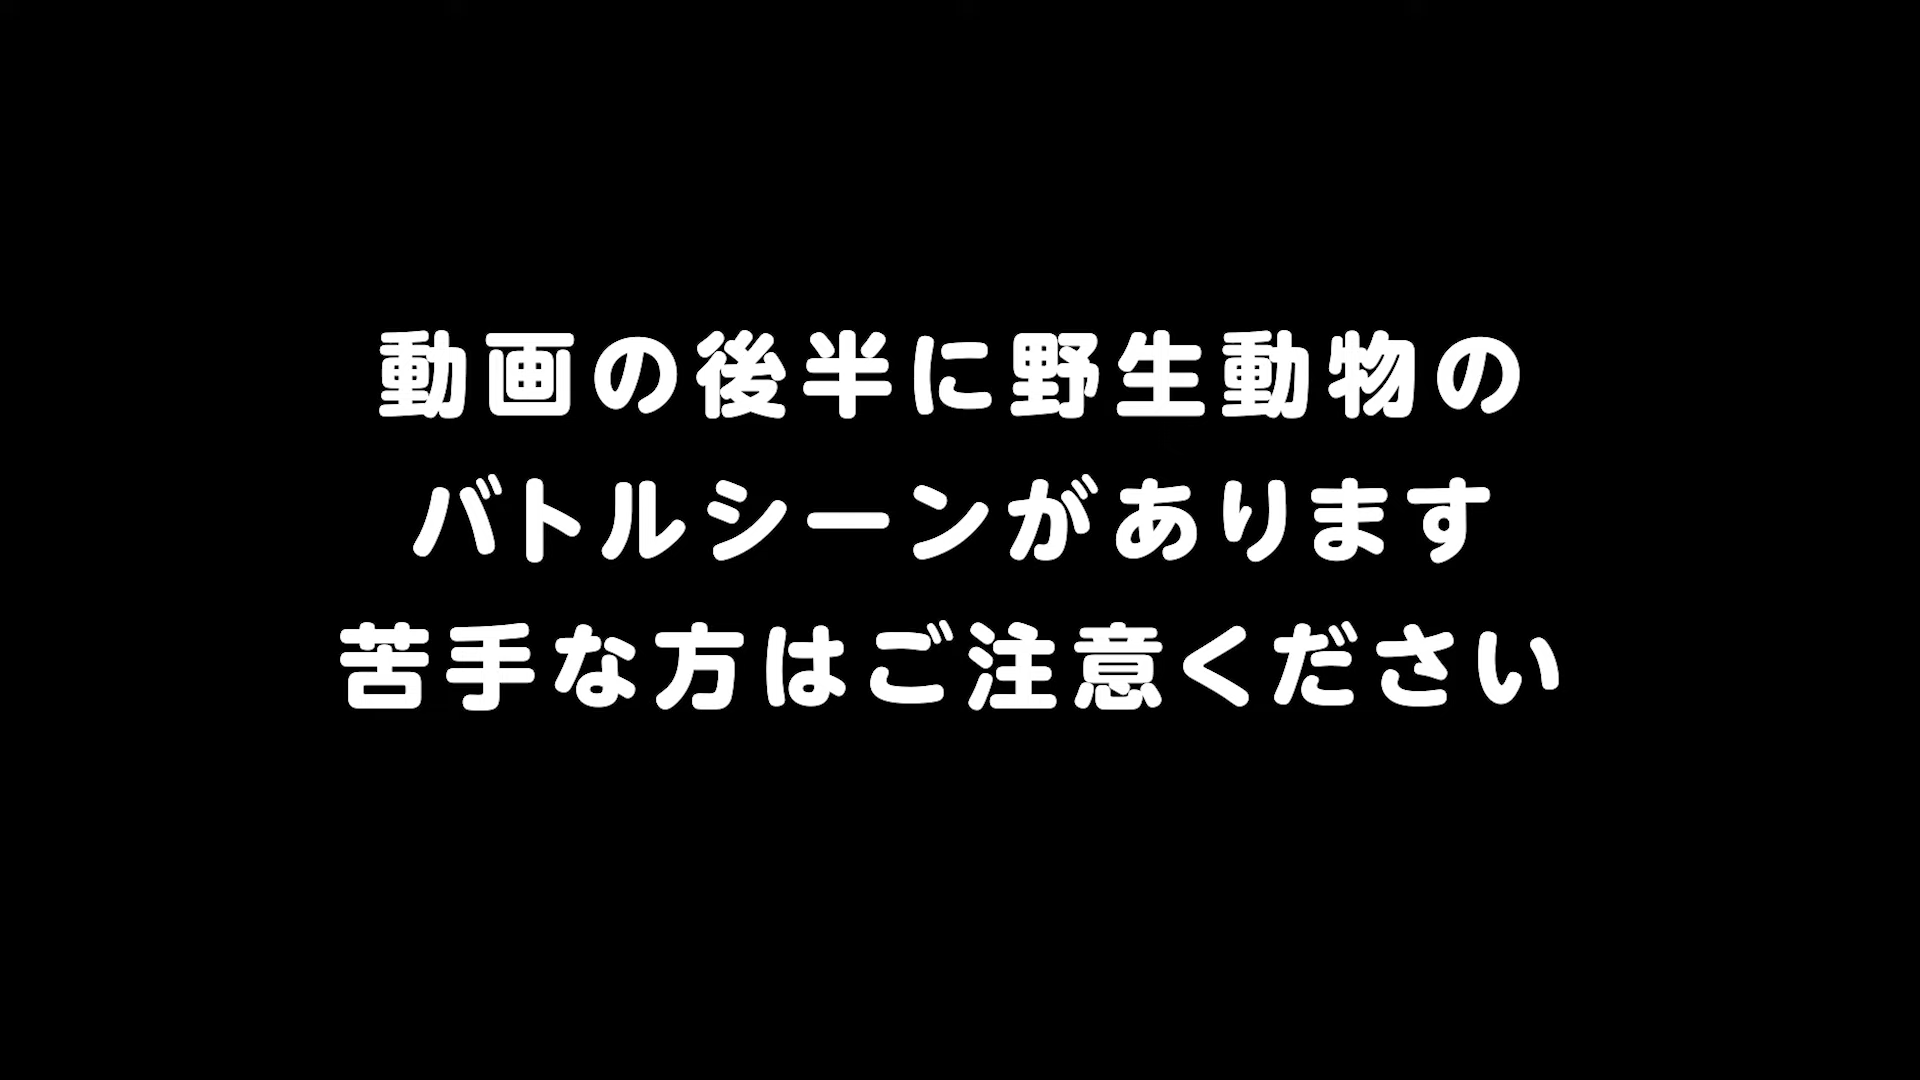 動画の後半に野生動物の
バトルシーンがあります
苦手な方はご注意ください